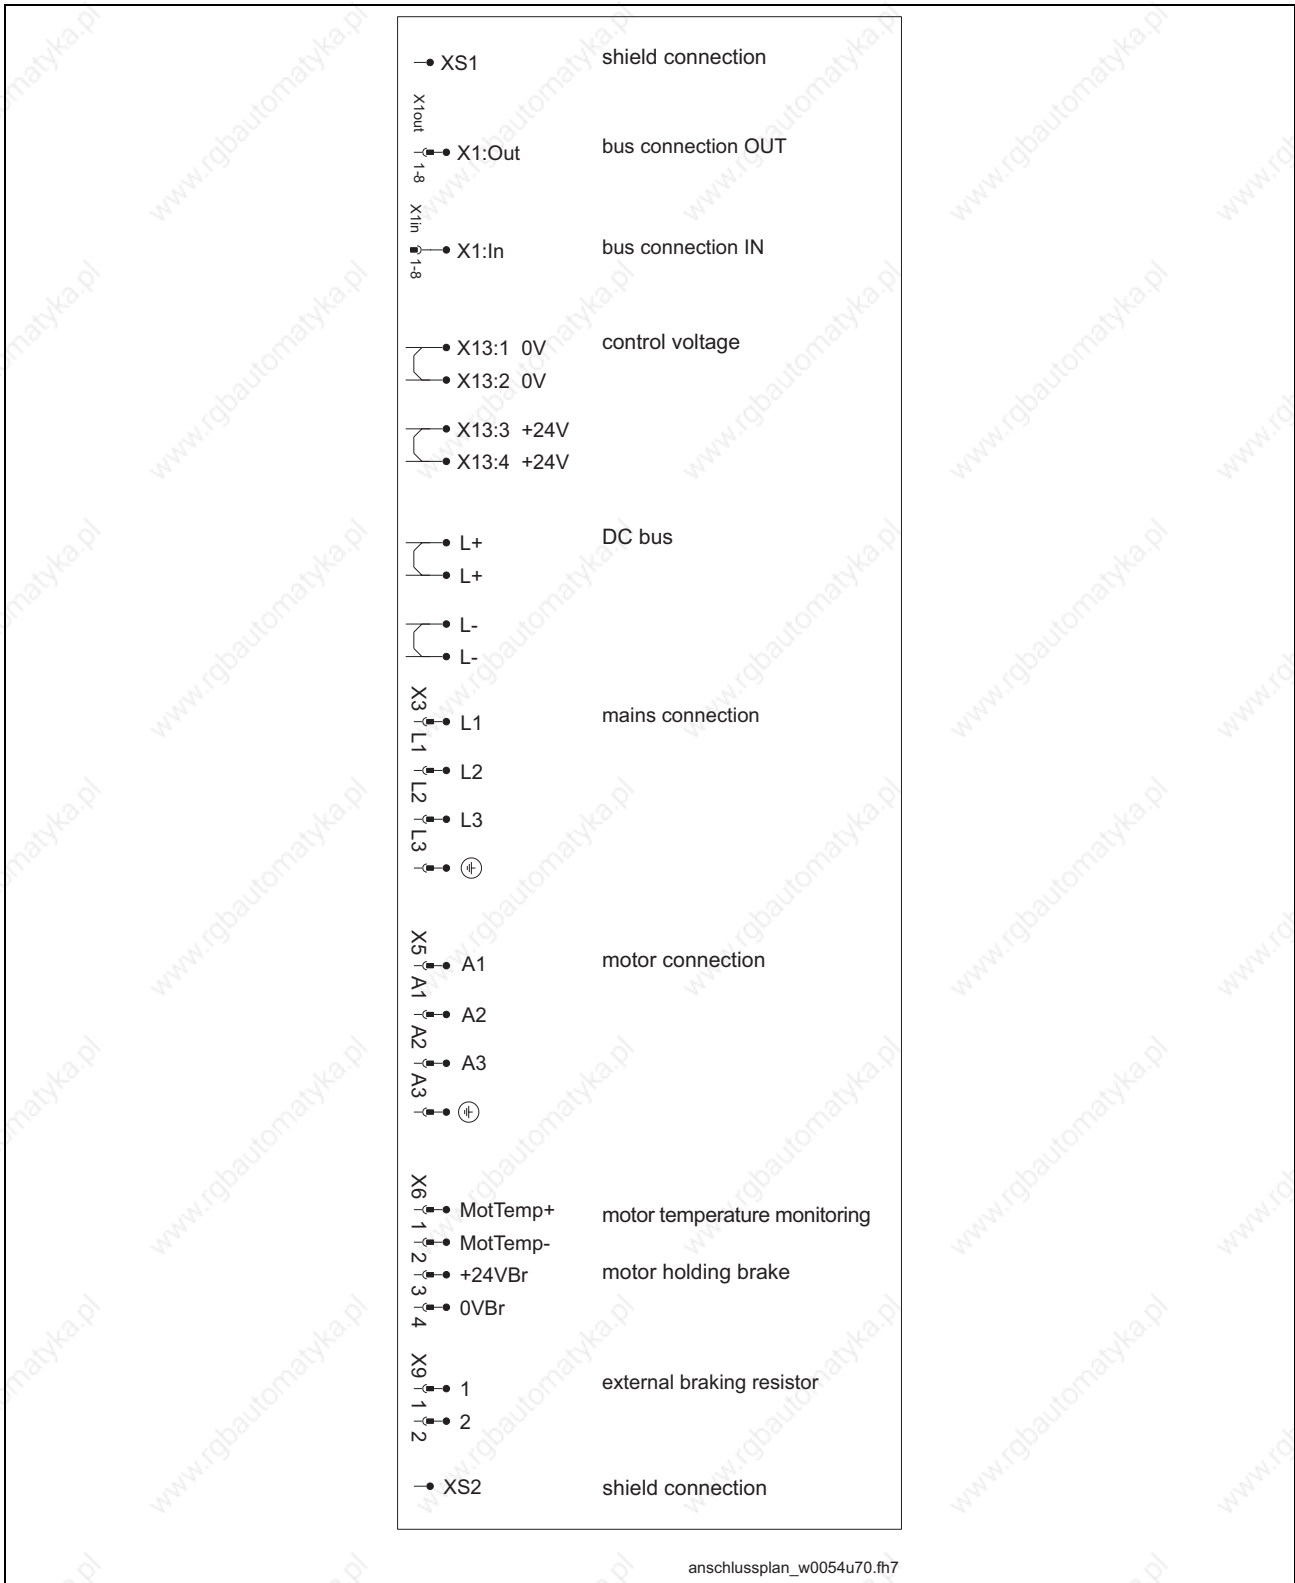 XS1 shield connection
X1out
X1:Out bus connection OUT
1-8
X1in
X1:In bus connection IN
1-8
X13:1 0V control voltage
X13:2 0V
X13:3 +24V
X13:4 +24V
L+ DC bus
L+
L-
L-
X3
L1 mains connection
L1
L2
L2
L3
L3
X5
A1 motor connection
A1
A2
A2
A3
A3
X6
MotTemp+ motor temperature monitoring
1
MotTemp-
2
+24VBr motor holding brake
3
0VBr
4
X9
1 external braking resistor
1
2
2
XS2 shield connection
anschlussplan_w0054u70.fh7
www.rgbautomatyka.pl